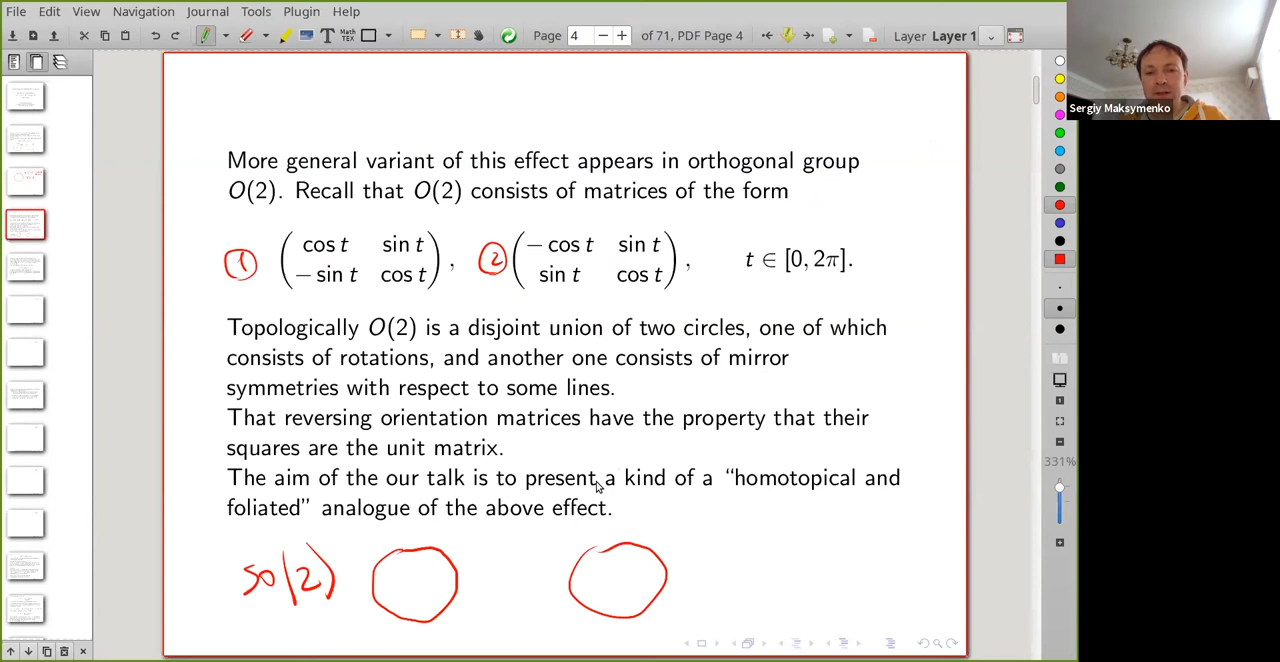 File Edit View Navigation Journal Tools Plugin Help
T Math TEX Page 4 of 71, PDF Page 4 Layer Layer 1
Sergiy Maksymenko
More general variant of this effect appears in orthogonal group
O(2). Recall that O(2) consists of matrices of the form
① ( cos t sin t ) , ② ( − cos t sin t ) , t ∈ [0, 2π].
( − sin t cos t ) ( sin t cos t )
Topologically O(2) is a disjoint union of two circles, one of which
consists of rotations, and another one consists of mirror
symmetries with respect to some lines.
That reversing orientation matrices have the property that their
squares are the unit matrix.
The aim of the our talk is to present a kind of a “homotopical and
foliated” analogue of the above effect.
331%
SO(2)